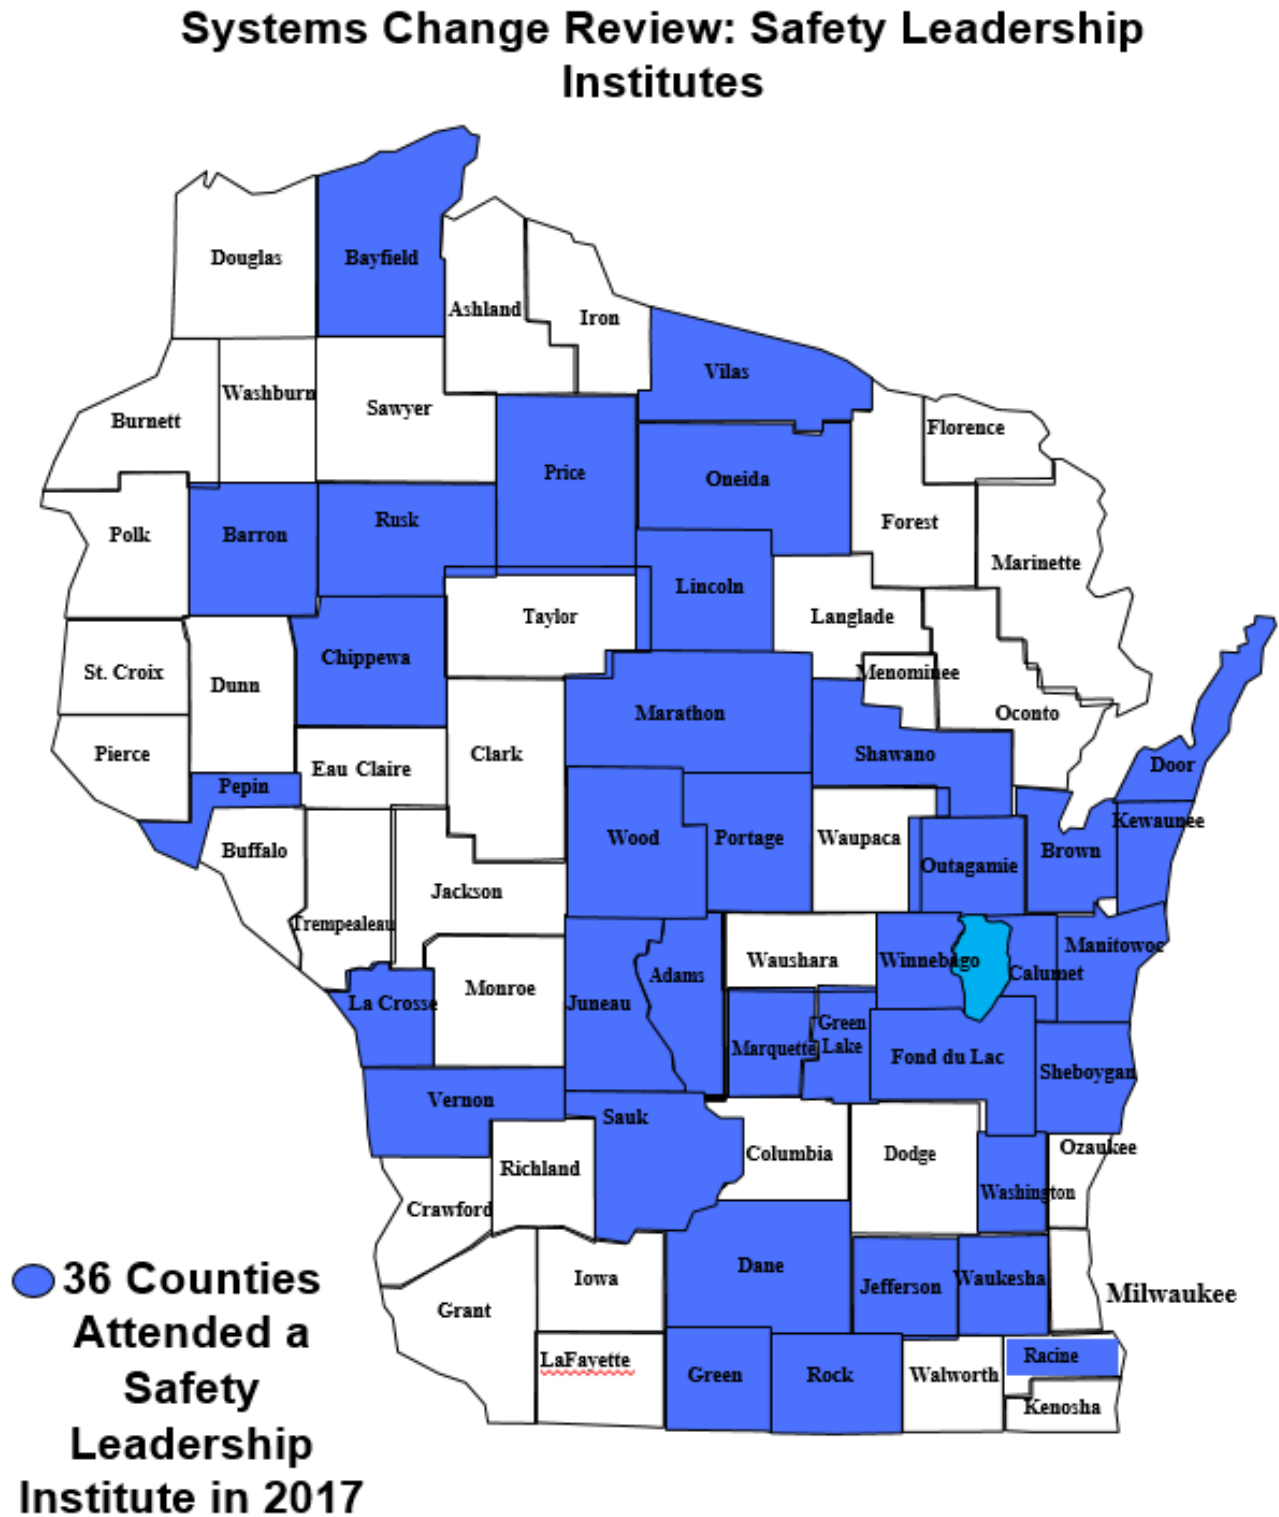 Systems Change Review: Safety Leadership
Institutes
Douglas
Bayfield
Ashland
Iron
Vilas
Washburn
Sawyer
Burnett
Florence
Price
Oneida
Rusk
Forest
Polk
Barron
Marinette
Lincoln
Taylor
Langlade
Chippewa
St. Croix
Menominee
Dunn
Marathon
Oconto
Pierce
Clark
Shawano
Door
Eau Claire
Pepin
Kewaunee
Wood
Portage
Waupaca
Buffalo
Brown
Outagamie
Jackson
Trempealeau
Manitowoc
Waushara
Winnebago
Adams
Calumet
Monroe
La Crosse
Juneau
Green
Lake
Marquette
Fond du Lac
Sheboygan
Vernon
Sauk
Ozaukee
Columbia
Dodge
Richland
Washington
Crawford
Dane
Iowa
Jefferson
Waukesha
Milwaukee
Grant
LaFayette
Racine
Green
Rock
Walworth
Kenosha
36 Counties
Attended a
Safety
Leadership
Institute in 2017